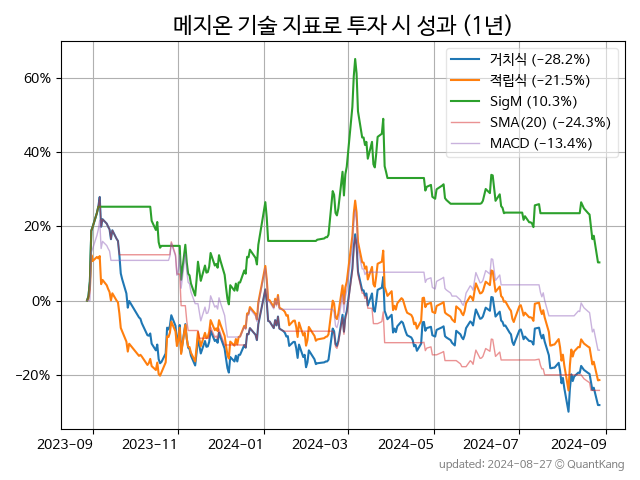 메지온 기술 지표로 투자 시 성과 (1년)
거치식 (−28.2%)
적립식 (−21.5%)
SigM (10.3%)
SMA(20) (−24.3%)
MACD (−13.4%)
60%
40%
20%
0%
−20%
2023-09 2023-11 2024-01 2024-03 2024-05 2024-07 2024-09
updated: 2024-08-27 © QuantKang